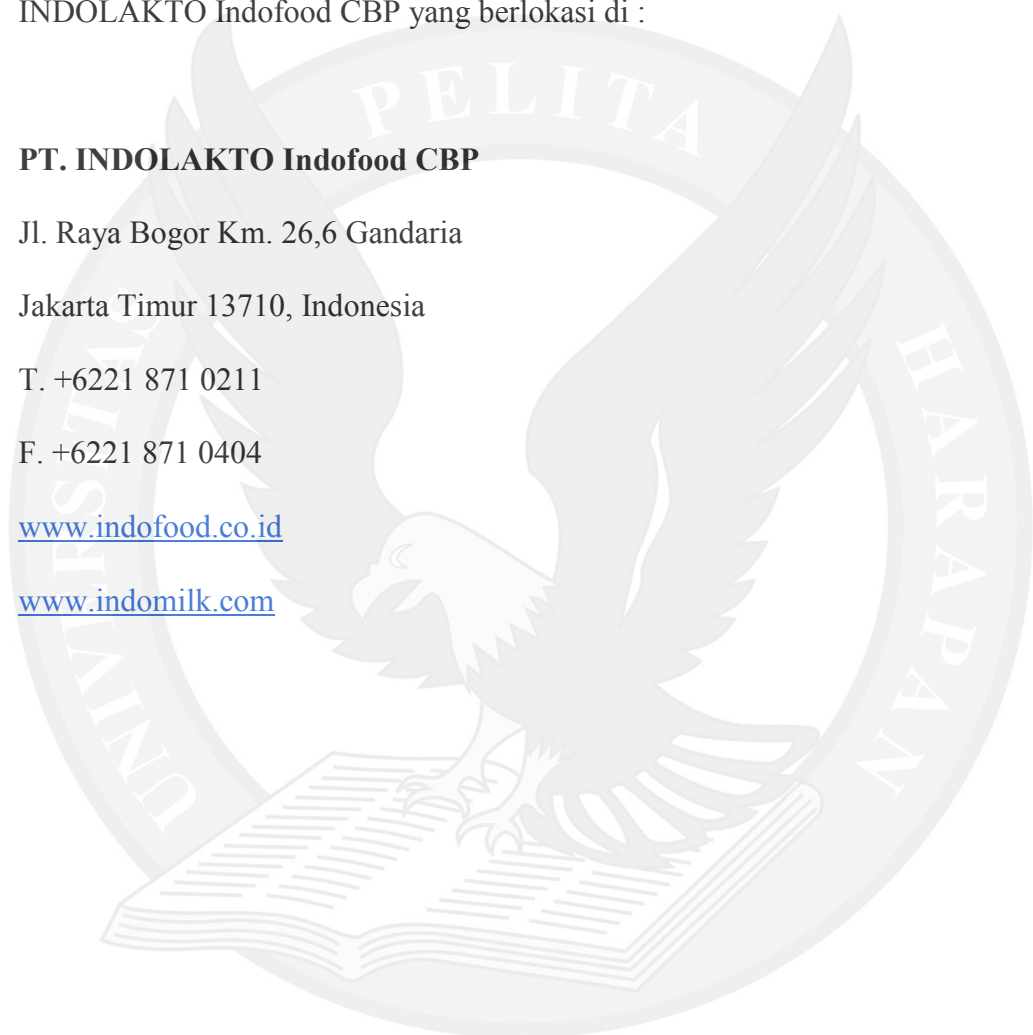 INDOLAKTO Indofood CBP yang berlokasi di :
PT. INDOLAKTO Indofood CBP
Jl. Raya Bogor Km. 26,6 Gandaria
Jakarta Timur 13710, Indonesia
T. +6221 871 0211
F. +6221 871 0404
www.indofood.co.id
www.indomilk.com
UNIVERSITAS PELITA HARAPAN